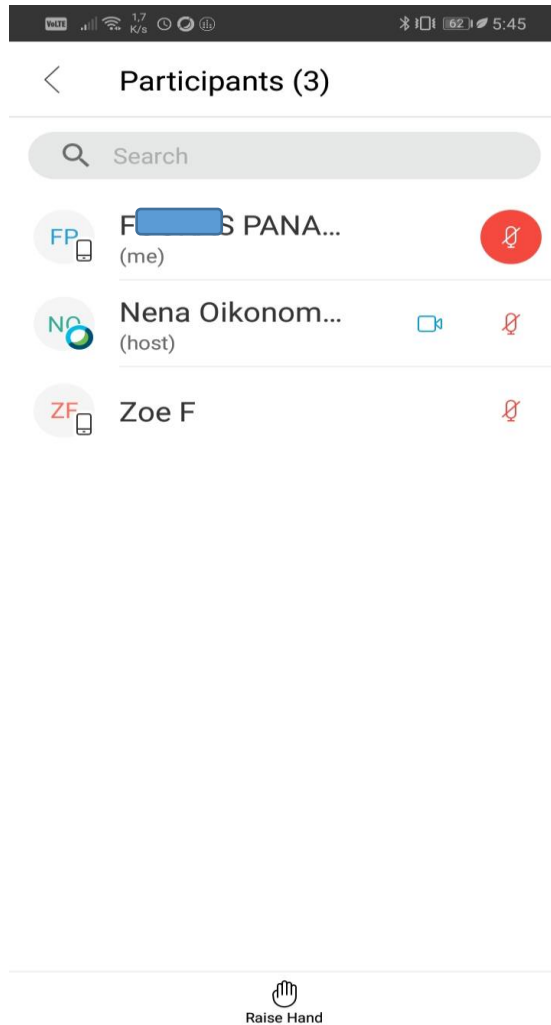 VoLTE 1,7 K/s 62 5:45
Participants (3)
Search
FP F S PANA...
(me)
NO Nena Oikonom...
(host)
ZF Zoe F
Raise Hand